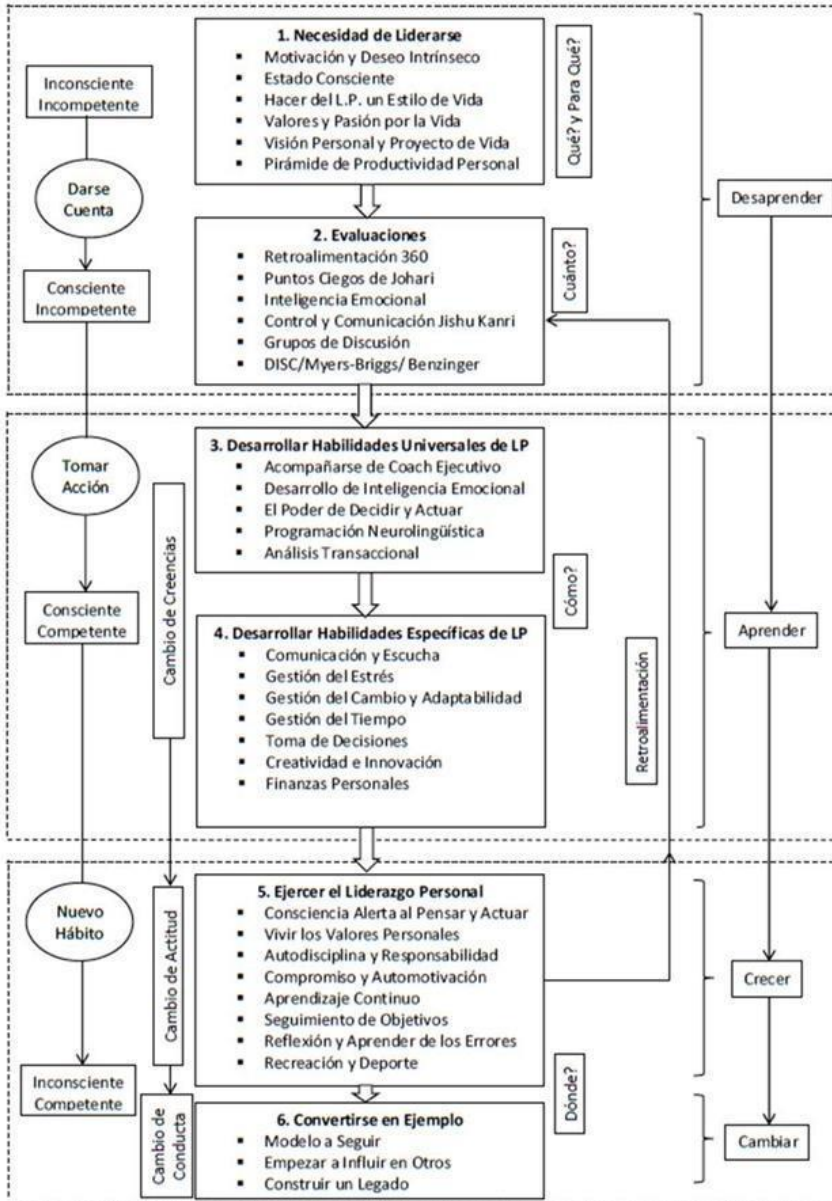 1. Necesidad de Liderarse
▪ Motivación y Deseo Intrínseco
▪ Estado Consciente
▪ Hacer del L.P. un Estilo de Vida
▪ Valores y Pasión por la Vida
▪ Visión Personal y Proyecto de Vida
▪ Pirámide de Productividad Personal
Qué? y Para Qué?
Inconsciente
Incompetente
Darse
Cuenta
Consciente
Incompetente
Desaprender
2. Evaluaciones
▪ Retroalimentación 360
▪ Puntos Ciegos de Johari
▪ Inteligencia Emocional
▪ Control y Comunicación Jishu Kanri
▪ Grupos de Discusión
▪ DISC/Myers-Briggs/ Benzinger
Cuánto?
3. Desarrollar Habilidades Universales de LP
▪ Acompañarse de Coach Ejecutivo
▪ Desarrollo de Inteligencia Emocional
▪ El Poder de Decidir y Actuar
▪ Programación Neurolingüística
▪ Análisis Transaccional
Tomar
Acción
Cambio de Creencias
Cómo?
Consciente
Competente
Aprender
4. Desarrollar Habilidades Específicas de LP
▪ Comunicación y Escucha
▪ Gestión del Estrés
▪ Gestión del Cambio y Adaptabilidad
▪ Gestión del Tiempo
▪ Toma de Decisiones
▪ Creatividad e Innovación
▪ Finanzas Personales
Retroalimentación
5. Ejercer el Liderazgo Personal
▪ Consciencia Alerta al Pensar y Actuar
▪ Vivir los Valores Personales
▪ Autodisciplina y Responsabilidad
▪ Compromiso y Automotivación
▪ Aprendizaje Continuo
▪ Seguimiento de Objetivos
▪ Reflexión y Aprender de los Errores
▪ Recreación y Deporte
Nuevo
Hábito
Cambio de Actitud
Crecer
Inconsciente
Competente
Dónde?
6. Convertirse en Ejemplo
▪ Modelo a Seguir
▪ Empezar a Influir en Otros
▪ Construir un Legado
Cambio de
Conducta
Cambiar